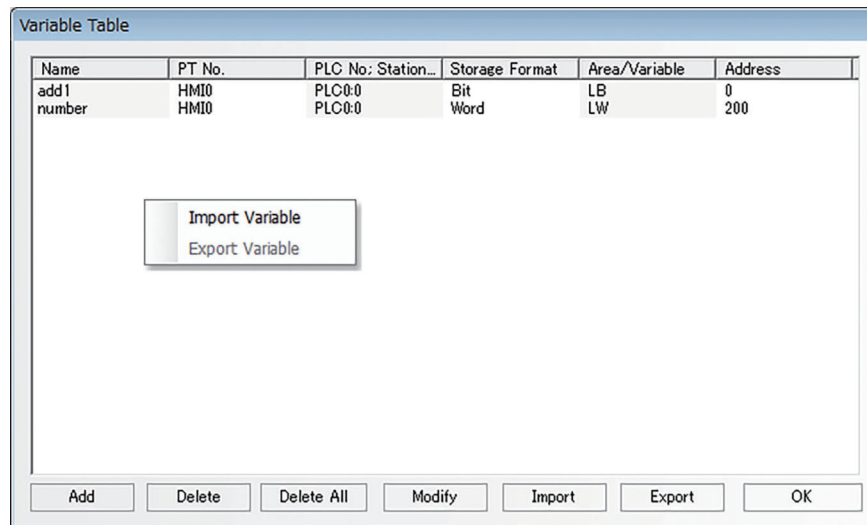 Variable Table
Name PT No. PLC No; Station... Storage Format Area/Variable Address
add1 HMI0 PLC0:0 Bit LB 0
number HMI0 PLC0:0 Word LW 200
Import Variable
Export Variable
Add Delete Delete All Modify Import Export OK